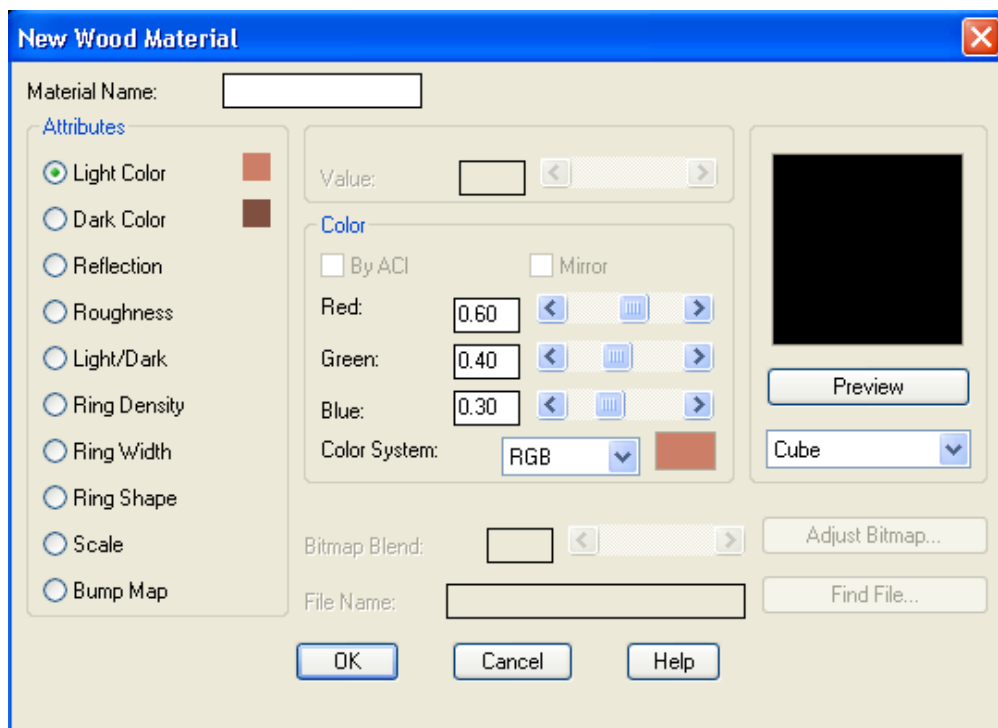 New Wood Material
Material Name:
Attributes
Light Color
Dark Color
Reflection
Roughness
Light/Dark
Ring Density
Ring Width
Ring Shape
Scale
Bump Map
Value:
Color
By ACI Mirror
Red: 0.60
Green: 0.40
Blue: 0.30
Color System: RGB
Bitmap Blend:
File Name:
Preview
Cube
Adjust Bitmap...
Find File...
OK Cancel Help